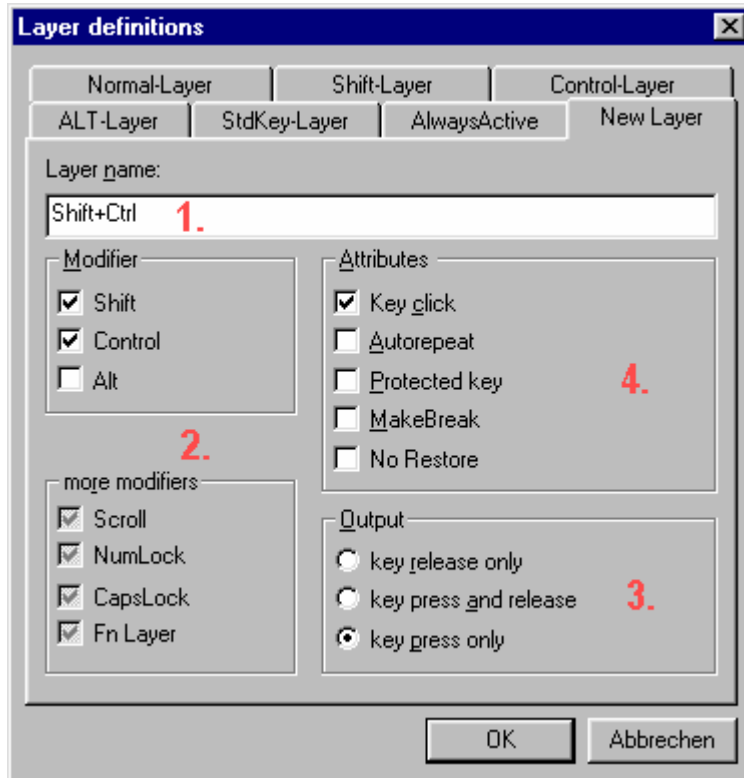 Layer definitions
Normal-Layer Shift-Layer Control-Layer
ALT-Layer StdKey-Layer AlwaysActive New Layer
Layer name:
Shift+Ctrl 1.
Modifier
Shift
Control
Alt
2.
more modifiers
Scroll
NumLock
CapsLock
Fn Layer
Attributes
Key click
Autorepeat
Protected key
MakeBreak
No Restore
4.
Output
key release only
key press and release
key press only
3.
OK Abbrechen